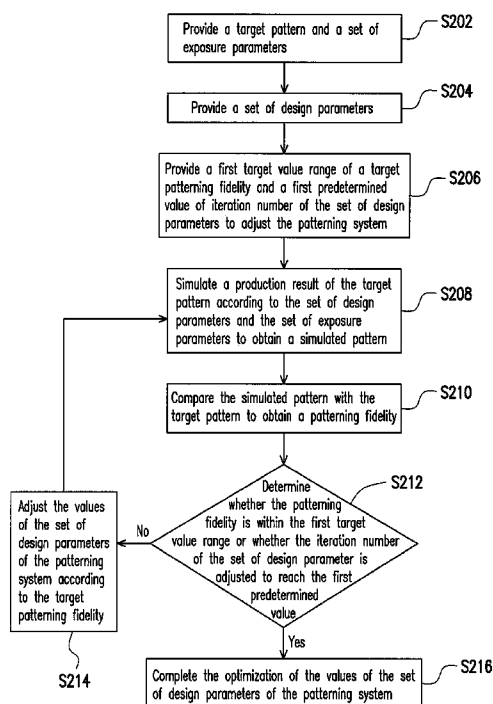 Provide a target pattern and a set of
exposure parameters
S202
Provide a set of design parameters
S204
Provide a first target value range of a target
patterning fidelity and a first predetermined
value of iteration number of the set of design
parameters to adjust the patterning system
S206
Simulate a production result of the target
pattern according to the set of design
parameters and the set of exposure
parameters to obtain a simulated pattern
S208
Compare the simulated pattern with the
target pattern to obtain a patterning fidelity
S210
Determine
whether the patterning
fidelity is within the first target
value range or whether the iteration number
of the set of design parameter is
adjusted to reach the first
predetermined
value
S212
No
Adjust the values
of the set of
design parameters
of the patterning
system according
to the target
patterning fidelity
S214
Yes
Complete the optimization of the values of the set
of design parameters of the patterning system
S216